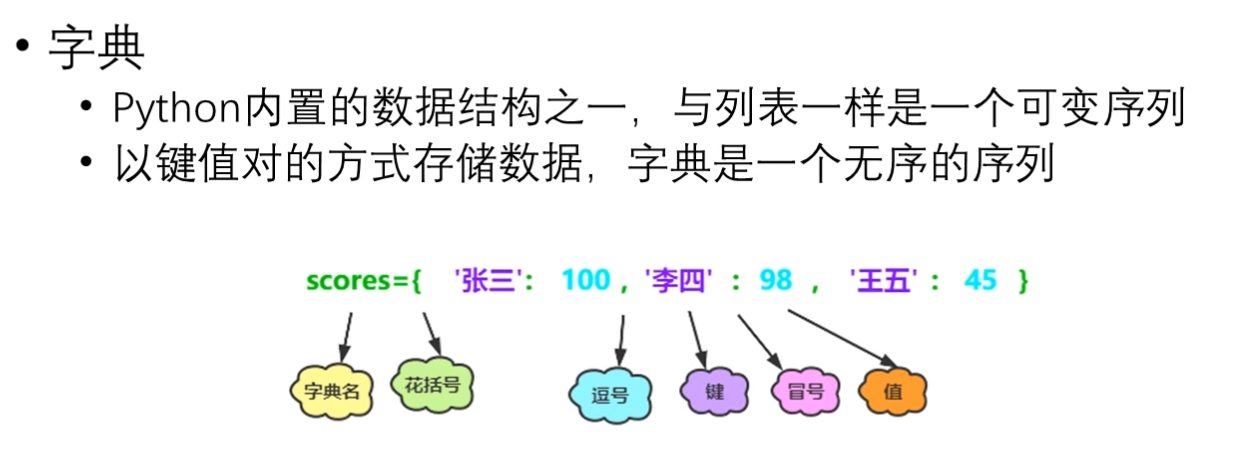 • 字典
• Python内置的数据结构之一，与列表一样是一个可变序列
• 以键值对的方式存储数据，字典是一个无序的序列
scores={ '张三': 100 , '李四' : 98 , '王五' : 45 }
字典名 花括号 逗号 键 冒号 值